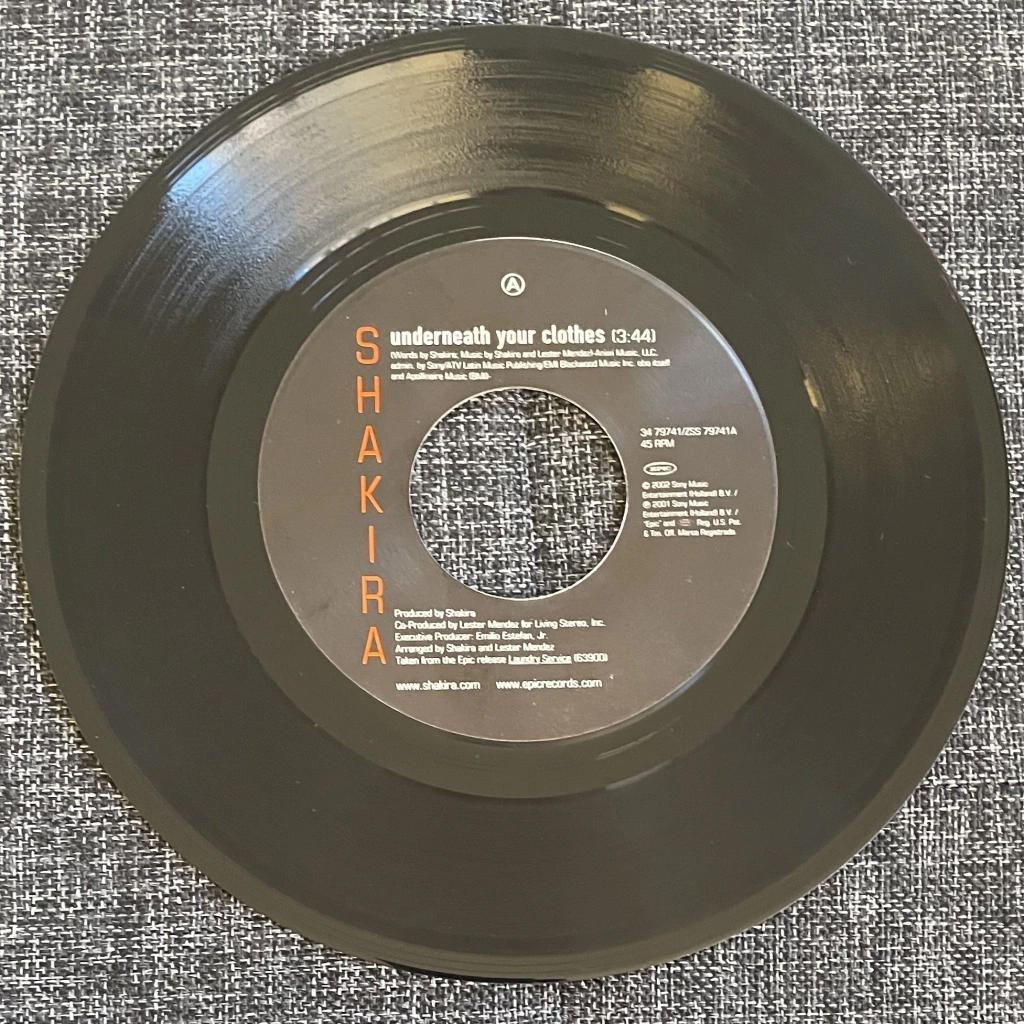 A
SHAKIRA
underneath your clothes (3:44)
(Words by Shakira; Music by Shakira and Lester Mendez)-Aniwi Music, LLC.
admin. by Sony/ATV Latin Music Publishing/EMI Blackwood Music Inc. obo itself
and Apollinaire Music (BMI)-
34 79741/ZSS 79741A
45 RPM
epic
© 2002 Sony Music
Entertainment (Holland) B.V. /
℗ 2001 Sony Music
Entertainment (Holland) B.V. /
"Epic" and epic Reg. U.S. Pat.
& Tm. Off. Marca Registrada
Produced by Shakira
Co-Produced by Lester Mendez for Living Stereo, Inc.
Executive Producer: Emilio Estefan, Jr.
Arranged by Shakira and Lester Mendez
Taken from the Epic release Laundry Service (63900)
www.shakira.com www.epicrecords.com